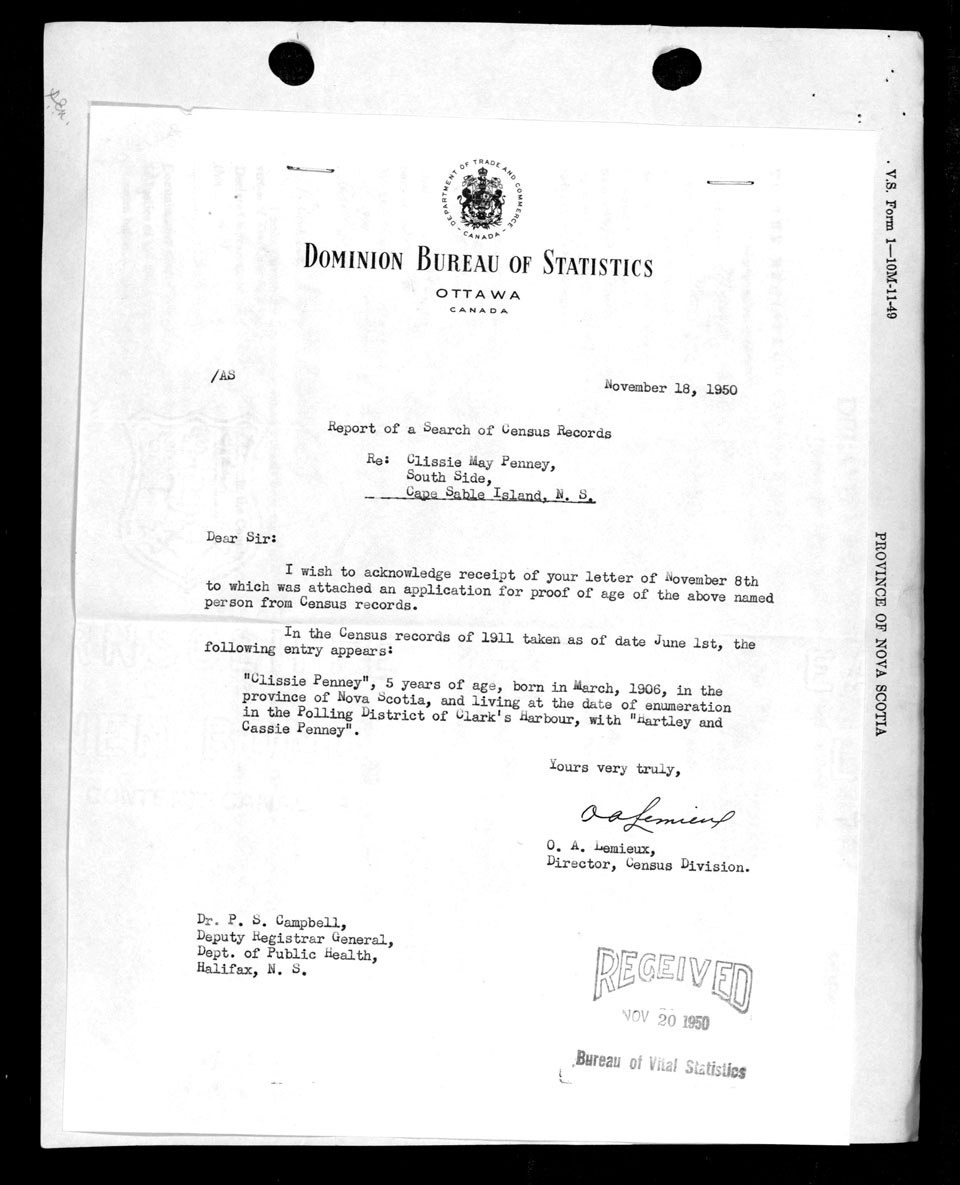 DEPARTMENT OF TRADE AND COMMERCE
- CANADA -
DOMINION BUREAU OF STATISTICS
OTTAWA
CANADA
/AS
November 18, 1950
Report of a Search of Census Records
Re: Clissie May Penney,
South Side,
Cape Sable Island, N. S.
Dear Sir:
I wish to acknowledge receipt of your letter of November 8th
to which was attached an application for proof of age of the above named
person from Census records.
In the Census records of 1911 taken as of date June 1st, the
following entry appears:
"Clissie Penney", 5 years of age, born in March, 1906, in the
province of Nova Scotia, and living at the date of enumeration
in the Polling District of Clark's Harbour, with "Hartley and
Cassie Penney".
Yours very truly,
O A Lemieux
O. A. Lemieux,
Director, Census Division.
Dr. P. S. Campbell,
Deputy Registrar General,
Dept. of Public Health,
Halifax, N. S.
RECEIVED
NOV 20 1950
Bureau of Vital Statistics
V.S. Form 1—10M-11-49
PROVINCE OF NOVA SCOTIA